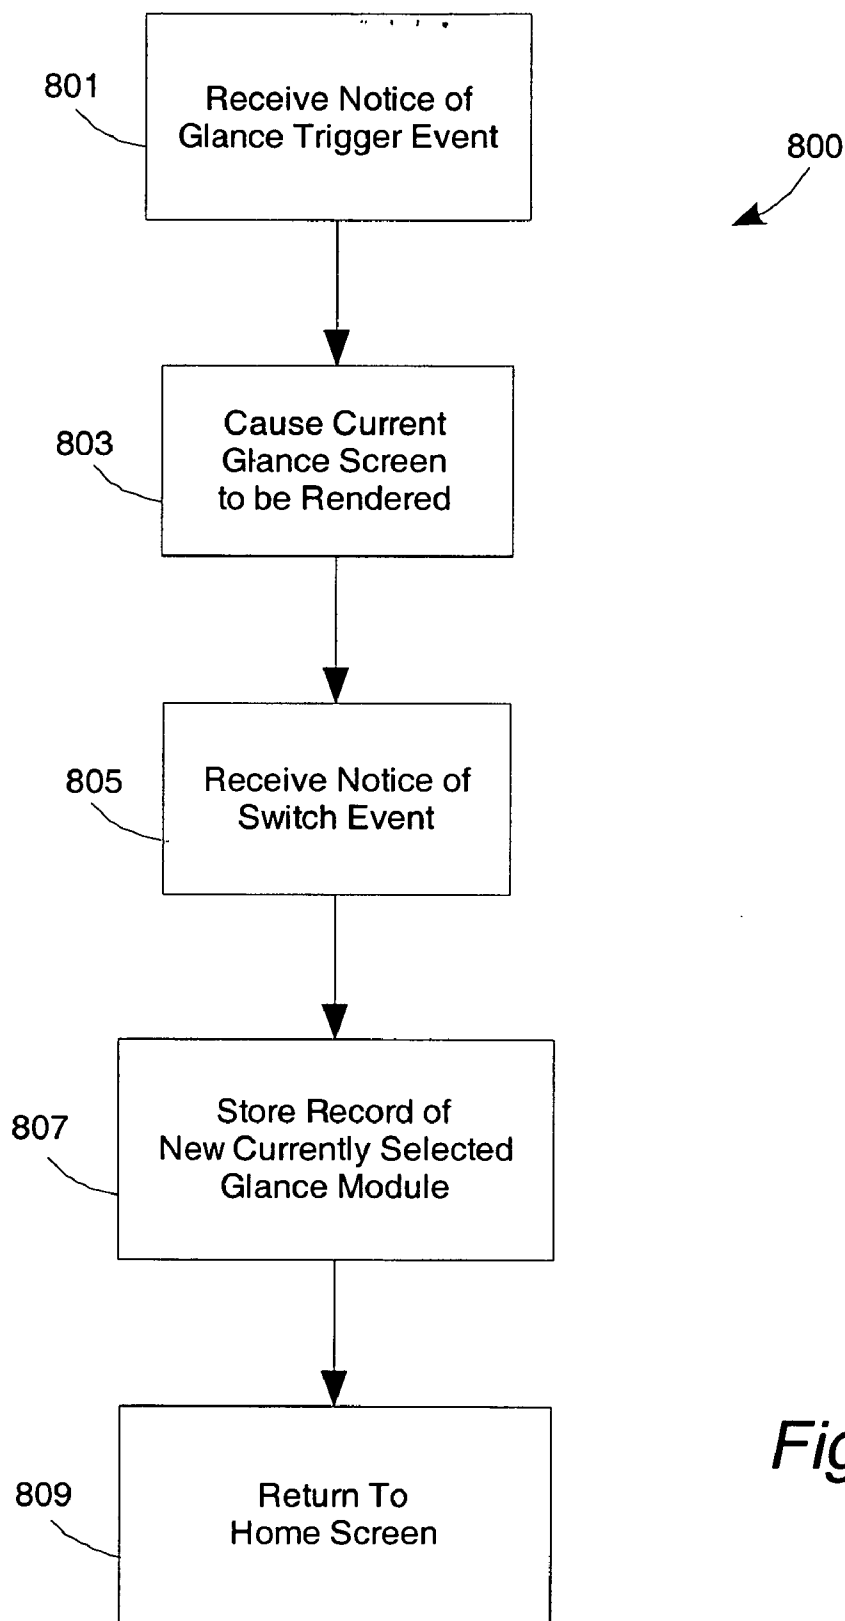 801
Receive Notice of
Glance Trigger Event
800
803
Cause Current
Glance Screen
to be Rendered
805
Receive Notice of
Switch Event
807
Store Record of
New Currently Selected
Glance Module
Fig
809
Return To
Home Screen